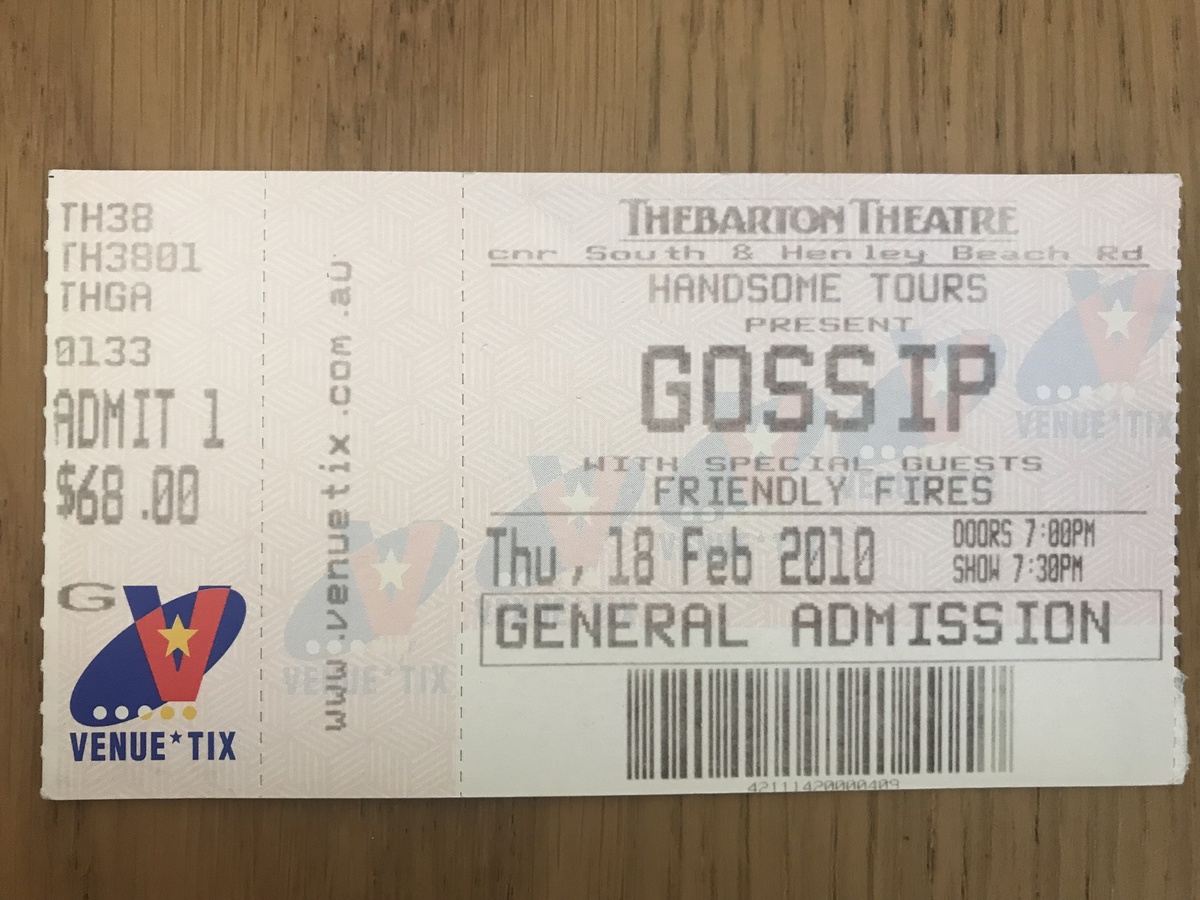 TH38
TH3801
THGA
0133
ADMIT 1
$68.00
G
VENUE★TIX
www.venuetix.com.au
THEBARTON THEATRE
cnr South & Henley Beach Rd
HANDSOME TOURS
PRESENT
GOSSIP
WITH SPECIAL GUESTS
FRIENDLY FIRES
Thu, 18 Feb 2010
DOORS 7:00PM
SHOW 7:30PM
GENERAL ADMISSION
42111420000409
VENUE★TIX
VENUE★TIX